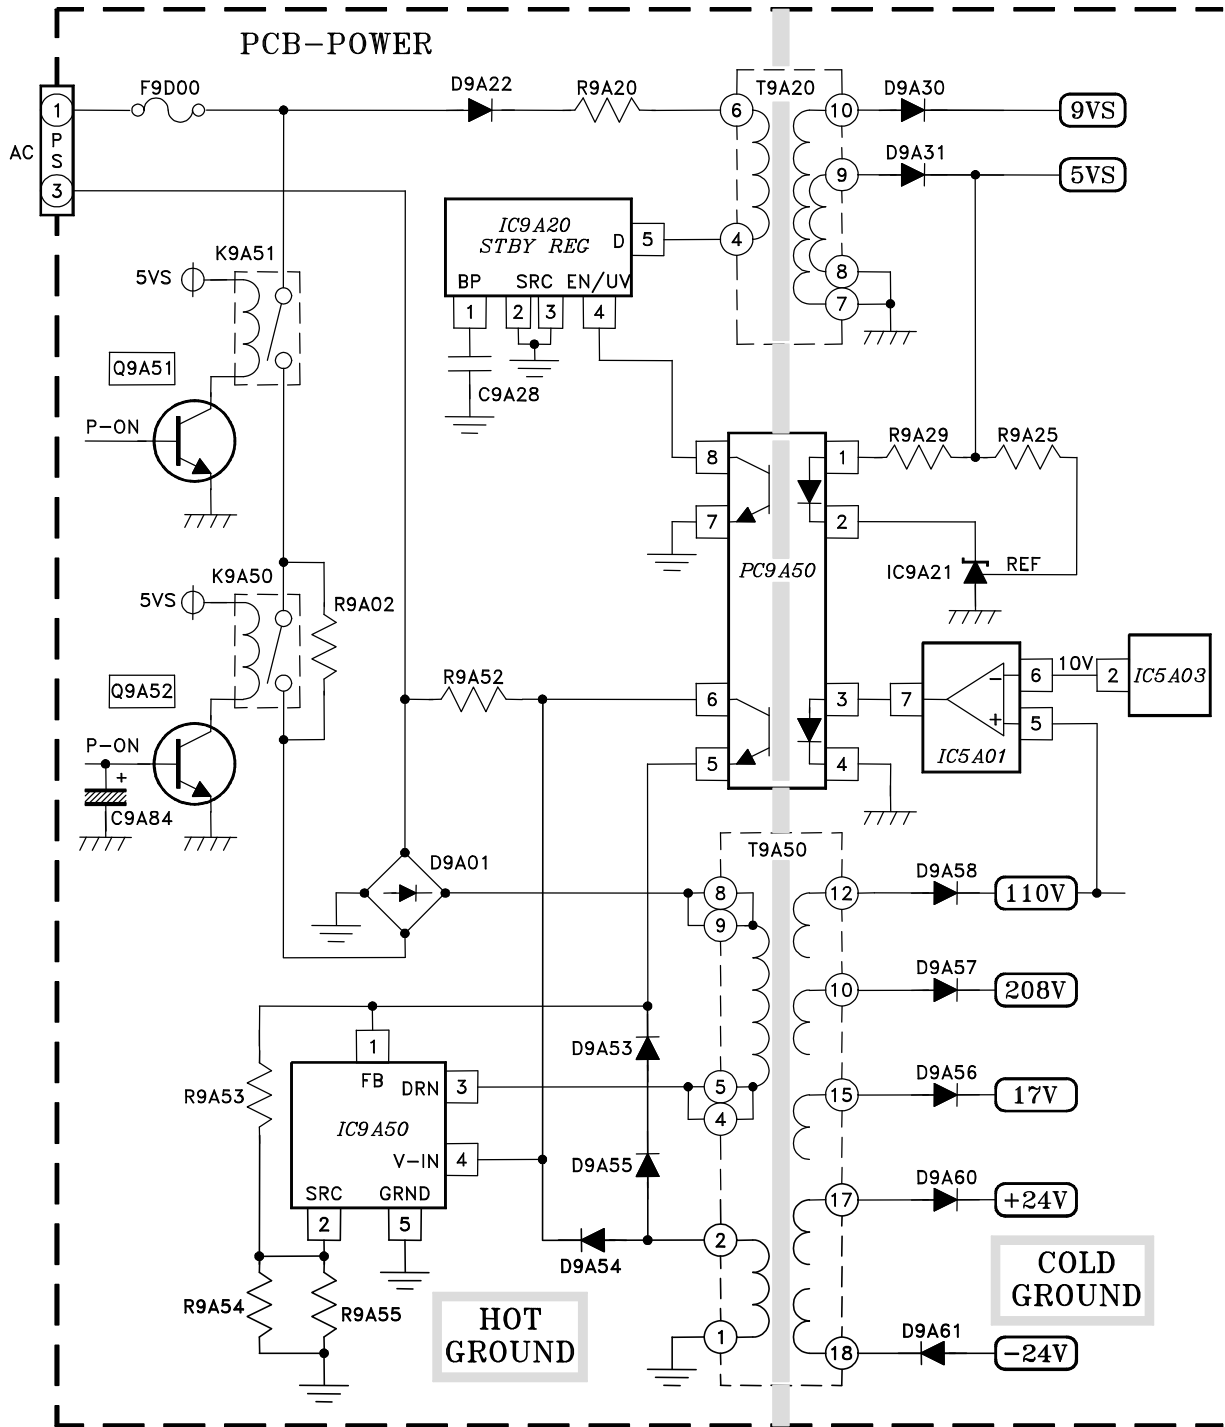 PCB-POWER
F9D00
D9A22
R9A20
T9A20
D9A30
9VS
1
6
10
AC
P
S
D9A31
9
5VS
3
IC9A20
STBY REG
D
5
4
K9A51
5VS
BP
SRC
EN/UV
8
1
2
3
4
7
Q9A51
C9A28
P-ON
R9A29
R9A25
8
1
7
2
K9A50
PC9A50
IC9A21
REF
5VS
R9A02
Q9A52
R9A52
10V
6
2
IC5A03
6
3
7
-
+
5
P-ON
+
IC5A01
5
4
C9A84
T9A50
D9A01
D9A58
8
12
110V
9
D9A57
10
208V
1
D9A53
FB
DRN
3
5
D9A56
15
17V
R9A53
4
IC9A50
V-IN
4
D9A55
D9A60
SRC
GRND
17
+24V
2
5
2
D9A54
COLD
GROUND
R9A54
R9A55
HOT
GROUND
1
D9A61
18
-24V